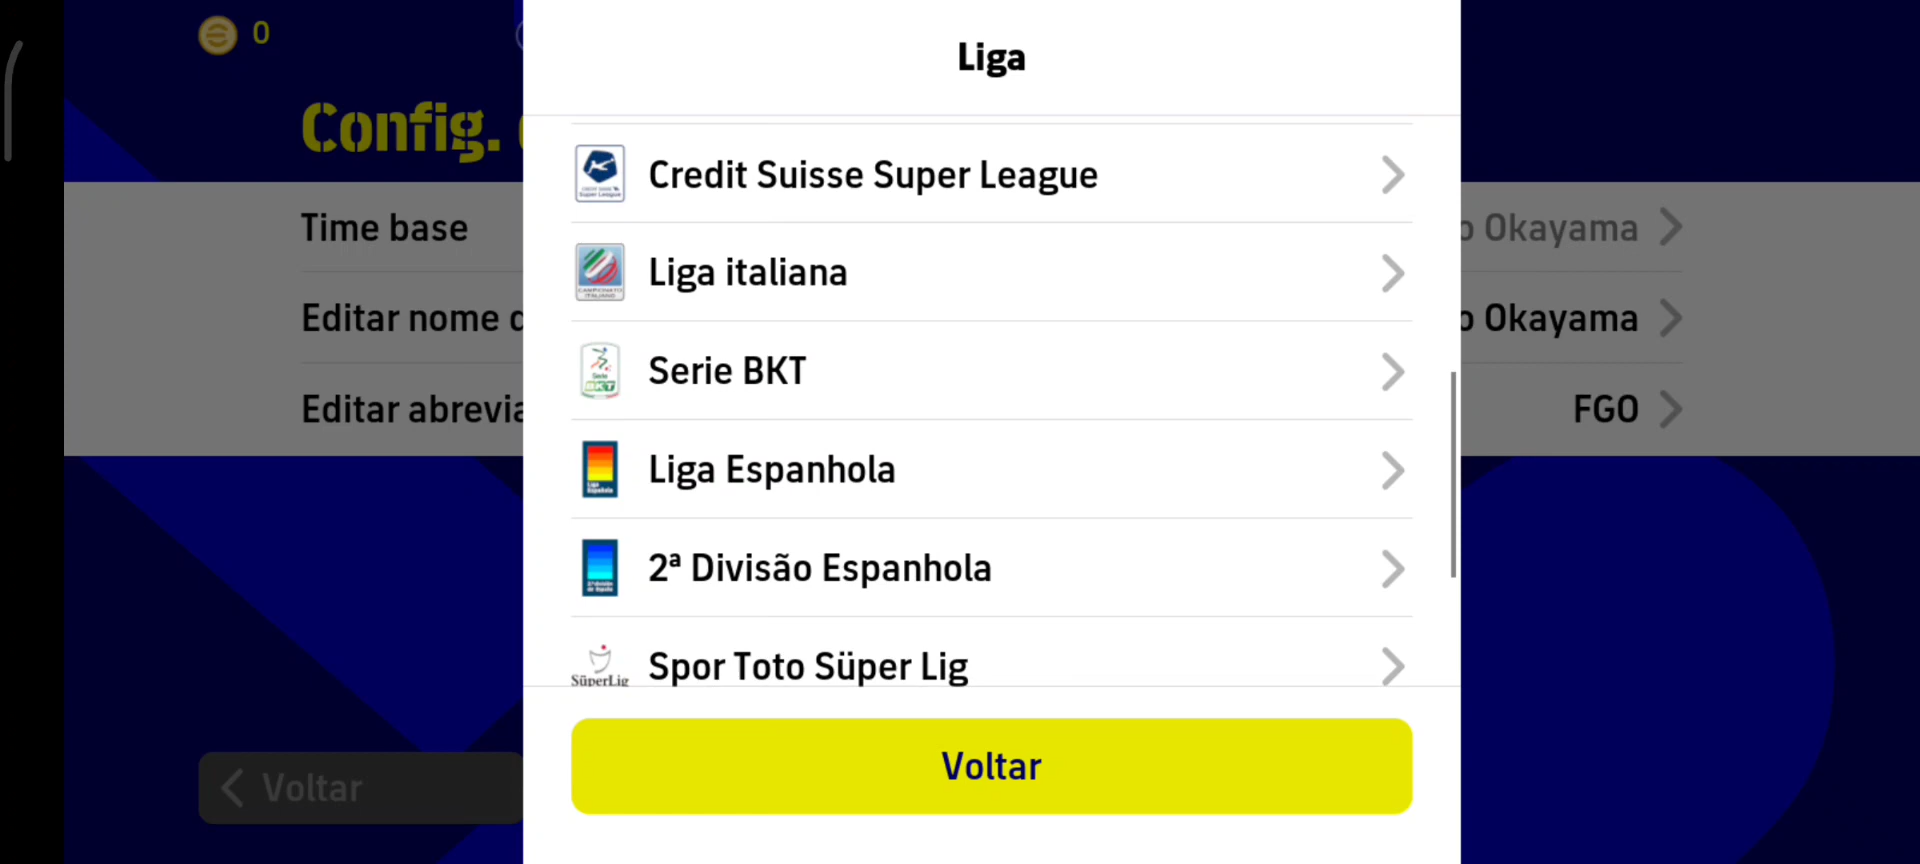 0
Liga
Config.
Credit Suisse Super League
Time base
Okayama
Liga italiana
Editar nome
Okayama
Serie BKT
Editar abrevia
FGO
Liga Espanhola
2ª Divisão Espanhola
SüperLig
Spor Toto Süper Lig
Voltar
Voltar